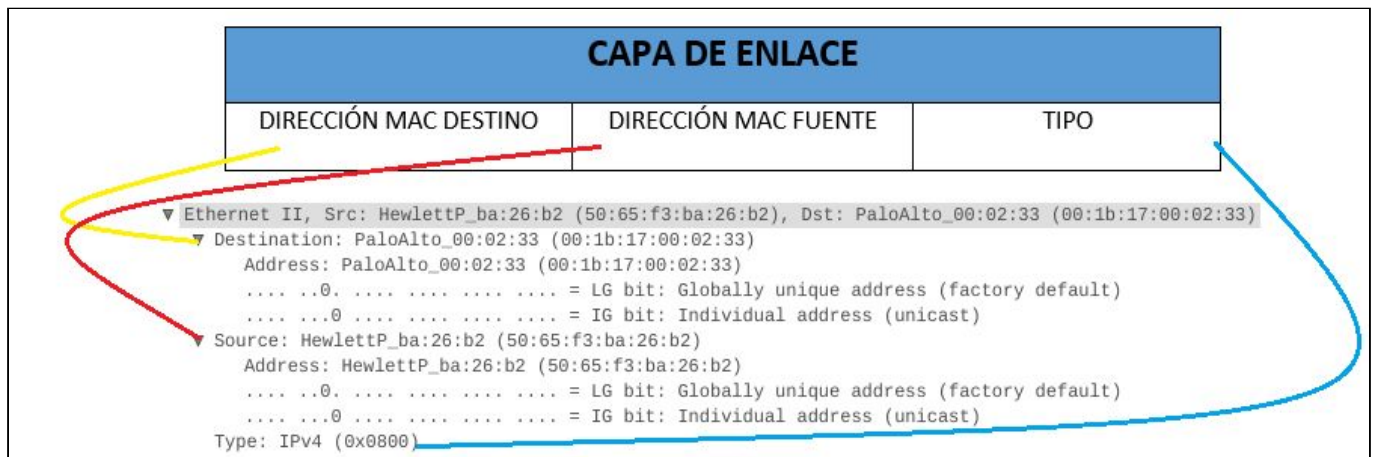 CAPA DE ENLACE
DIRECCIÓN MAC DESTINO DIRECCIÓN MAC FUENTE TIPO
Ethernet II, Src: HewlettP_ba:26:b2 (50:65:f3:ba:26:b2), Dst: PaloAlto_00:02:33 (00:1b:17:00:02:33)
Destination: PaloAlto_00:02:33 (00:1b:17:00:02:33)
Address: PaloAlto_00:02:33 (00:1b:17:00:02:33)
.... ..0. .... .... .... .... = LG bit: Globally unique address (factory default)
.... ...0 .... .... .... .... = IG bit: Individual address (unicast)
Source: HewlettP_ba:26:b2 (50:65:f3:ba:26:b2)
Address: HewlettP_ba:26:b2 (50:65:f3:ba:26:b2)
.... ..0. .... .... .... .... = LG bit: Globally unique address (factory default)
.... ...0 .... .... .... .... = IG bit: Individual address (unicast)
Type: IPv4 (0x0800)